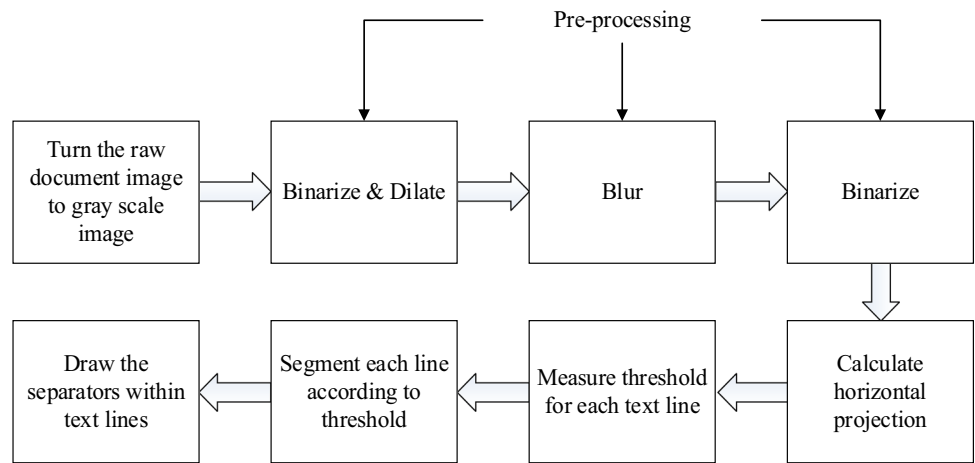 Pre-processing
Turn the raw
document image
to gray scale
image
Binarize & Dilate
Blur
Binarize
Draw the
separators within
text lines
Segment each line
according to
threshold
Measure threshold
for each text line
Calculate
horizontal
projection